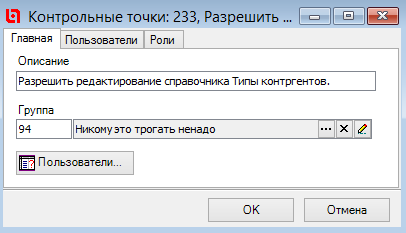 Контрольные точки: 233, Разрешить ...
Главная Пользователи Роли
Описание
Разрешить редактирование справочника Типы контргентов.
Группа
94 Никому это трогать ненадо ...
Пользователи...
OK Отмена